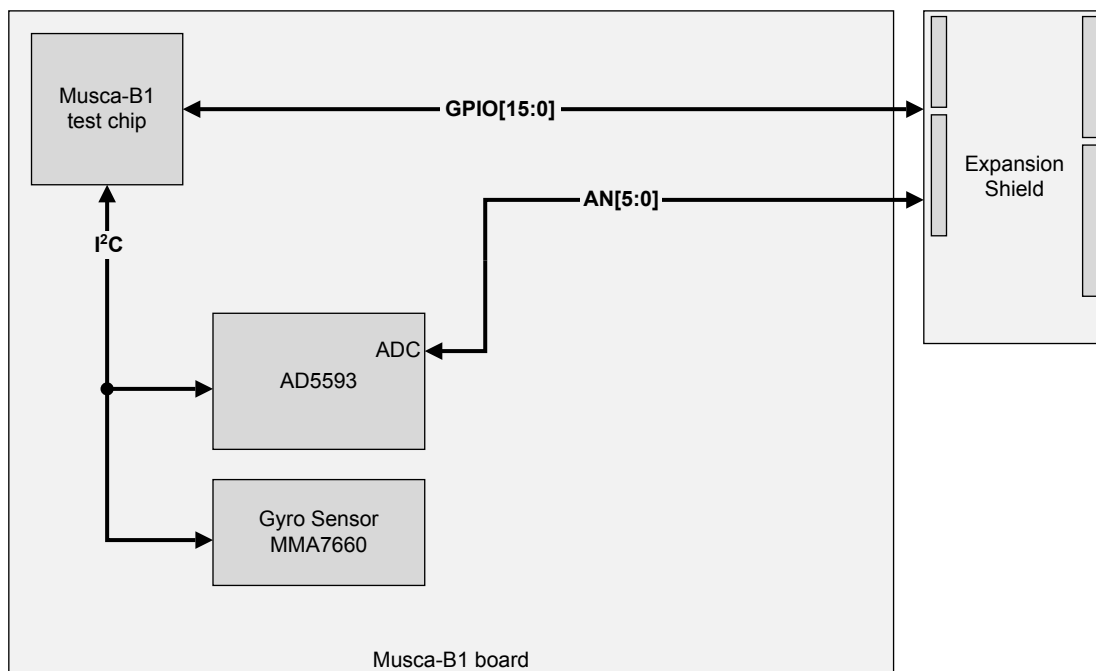 Musca-B1
test chip
GPIO[15:0]
Expansion
Shield
AN[5:0]
I²C
ADC
AD5593
Gyro Sensor
MMA7660
Musca-B1 board